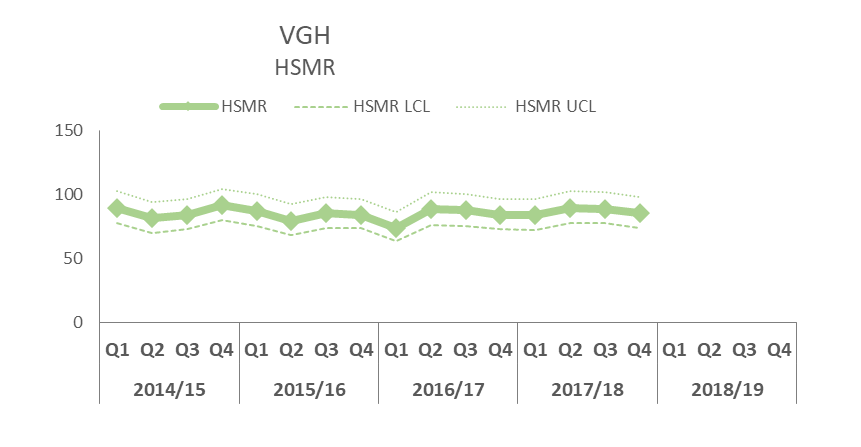 VGH
HSMR
HSMR HSMR LCL HSMR UCL
150
100
50
0
Q1 Q2 Q3 Q4 Q1 Q2 Q3 Q4 Q1 Q2 Q3 Q4 Q1 Q2 Q3 Q4 Q1 Q2 Q3 Q4
2014/15 2015/16 2016/17 2017/18 2018/19